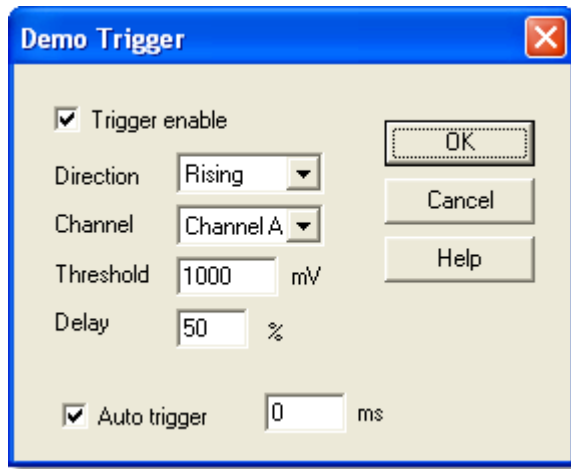 Demo Trigger
Trigger enable
OK
Direction Rising
Cancel
Channel Channel A
Help
Threshold 1000 mV
Delay 50 %
Auto trigger 0 ms